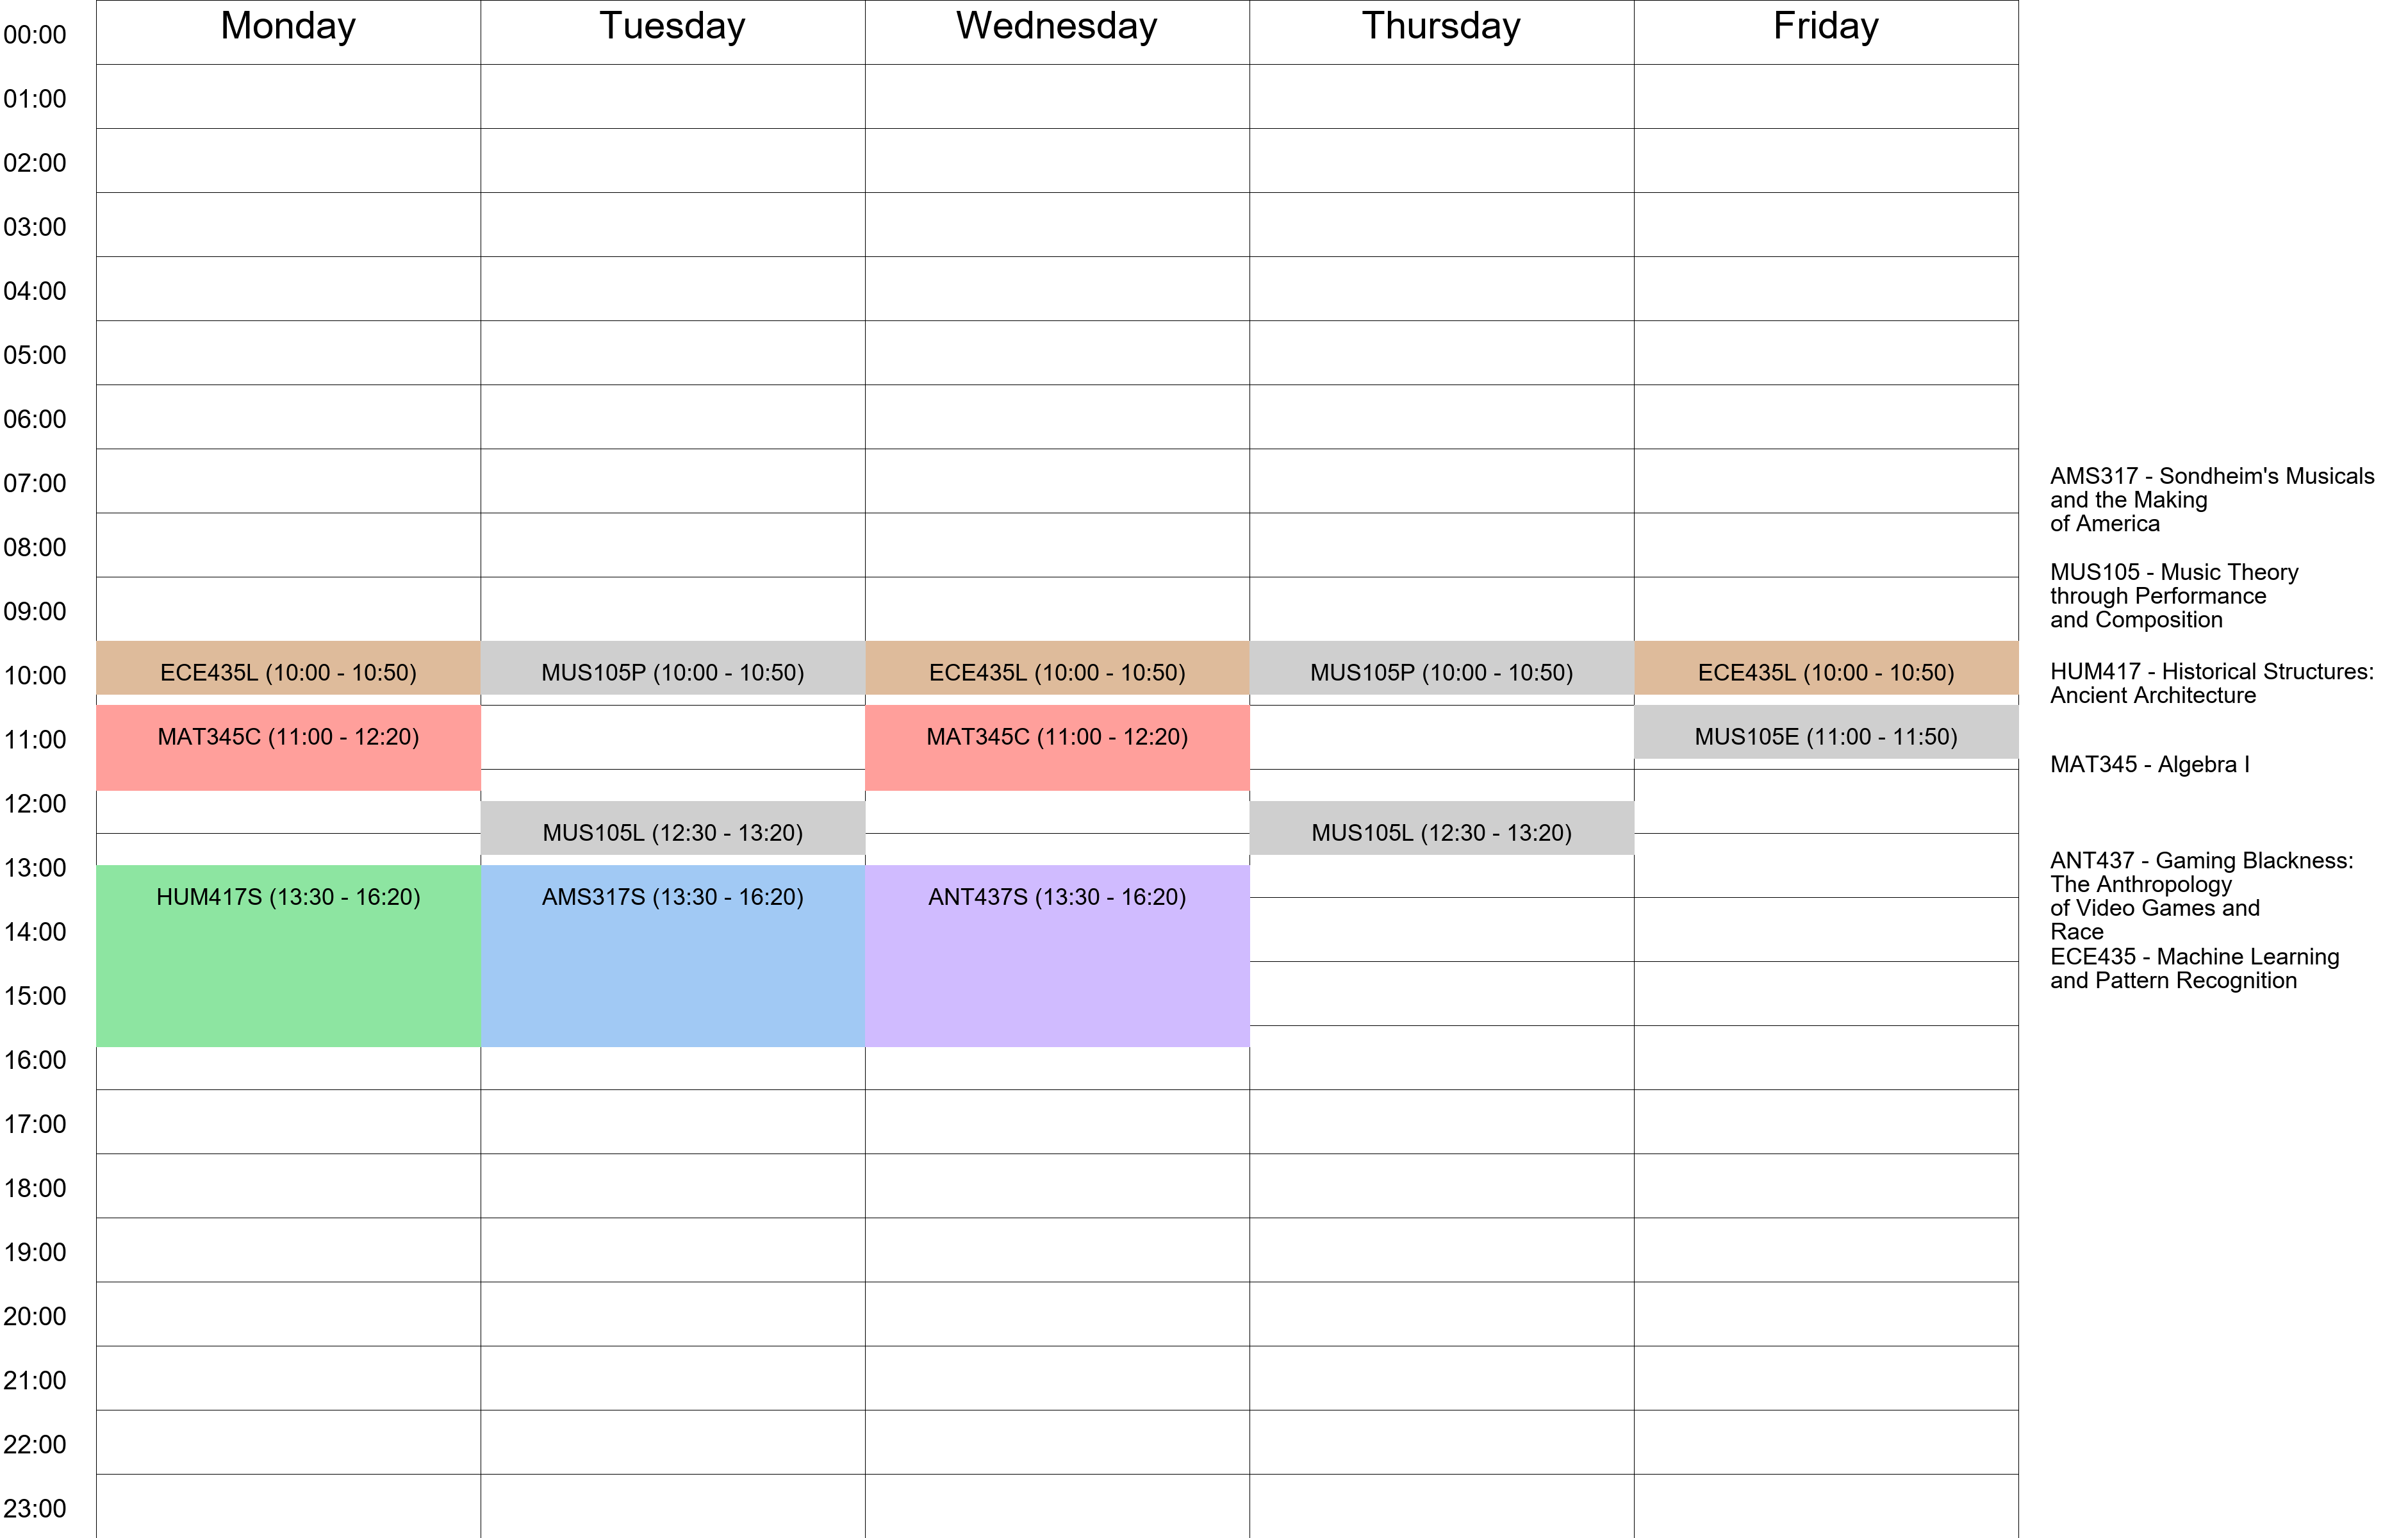 Monday Tuesday Wednesday Thursday Friday
00:00
01:00
02:00
03:00
04:00
05:00
06:00
07:00
08:00
09:00
10:00 ECE435L (10:00 - 10:50) MUS105P (10:00 - 10:50) ECE435L (10:00 - 10:50) MUS105P (10:00 - 10:50) ECE435L (10:00 - 10:50)
11:00 MAT345C (11:00 - 12:20) MAT345C (11:00 - 12:20) MUS105E (11:00 - 11:50)
12:00
MUS105L (12:30 - 13:20) MUS105L (12:30 - 13:20)
13:00
HUM417S (13:30 - 16:20) AMS317S (13:30 - 16:20) ANT437S (13:30 - 16:20)
14:00
15:00
16:00
17:00
18:00
19:00
20:00
21:00
22:00
23:00
AMS317 - Sondheim's Musicals
and the Making
of America
MUS105 - Music Theory
through Performance
and Composition
HUM417 - Historical Structures:
Ancient Architecture
MAT345 - Algebra I
ANT437 - Gaming Blackness:
The Anthropology
of Video Games and
Race
ECE435 - Machine Learning
and Pattern Recognition